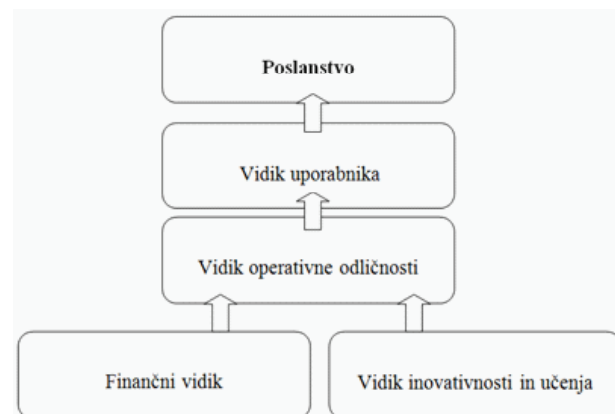 Poslanstvo
Vidik uporabnika
Vidik operativne odličnosti
Finančni vidik
Vidik inovativnosti in učenja